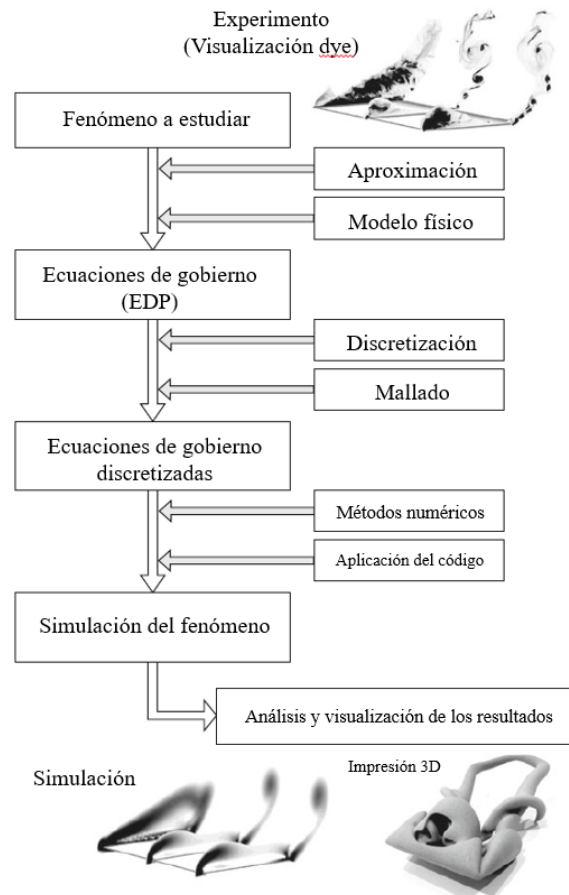 Experimento
(Visualización dye)
Fenómeno a estudiar
Aproximación
Modelo físico
Ecuaciones de gobierno
(EDP)
Discretización
Mallado
Ecuaciones de gobierno
discretizadas
Métodos numéricos
Aplicación del código
Simulación del fenómeno
Análisis y visualización de los resultados
Simulación
Impresión 3D